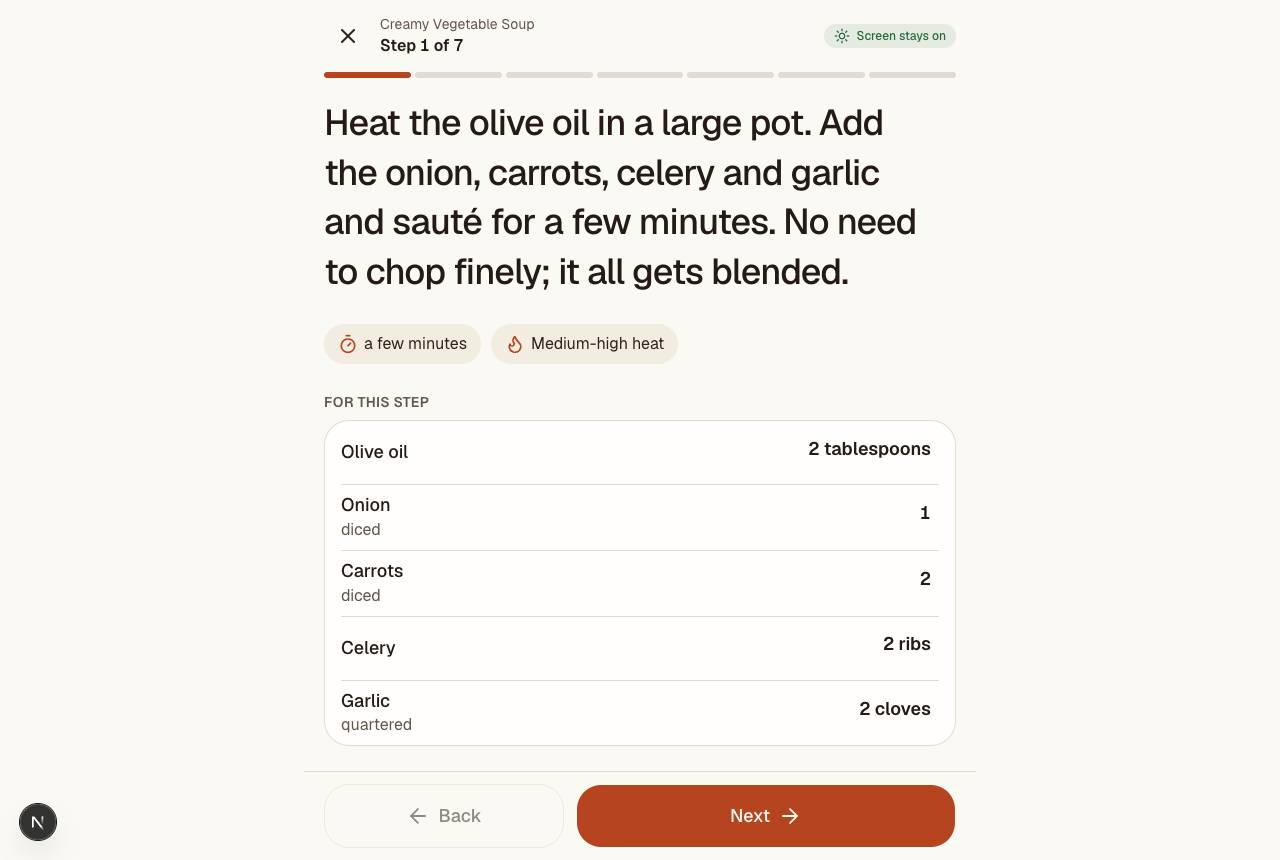 Creamy Vegetable Soup
Step 1 of 7
Screen stays on
Heat the olive oil in a large pot. Add
the onion, carrots, celery and garlic
and sauté for a few minutes. No need
to chop finely; it all gets blended.
a few minutes
Medium-high heat
FOR THIS STEP
Olive oil
2 tablespoons
Onion
diced
1
Carrots
diced
2
Celery
2 ribs
Garlic
quartered
2 cloves
N
Back
Next